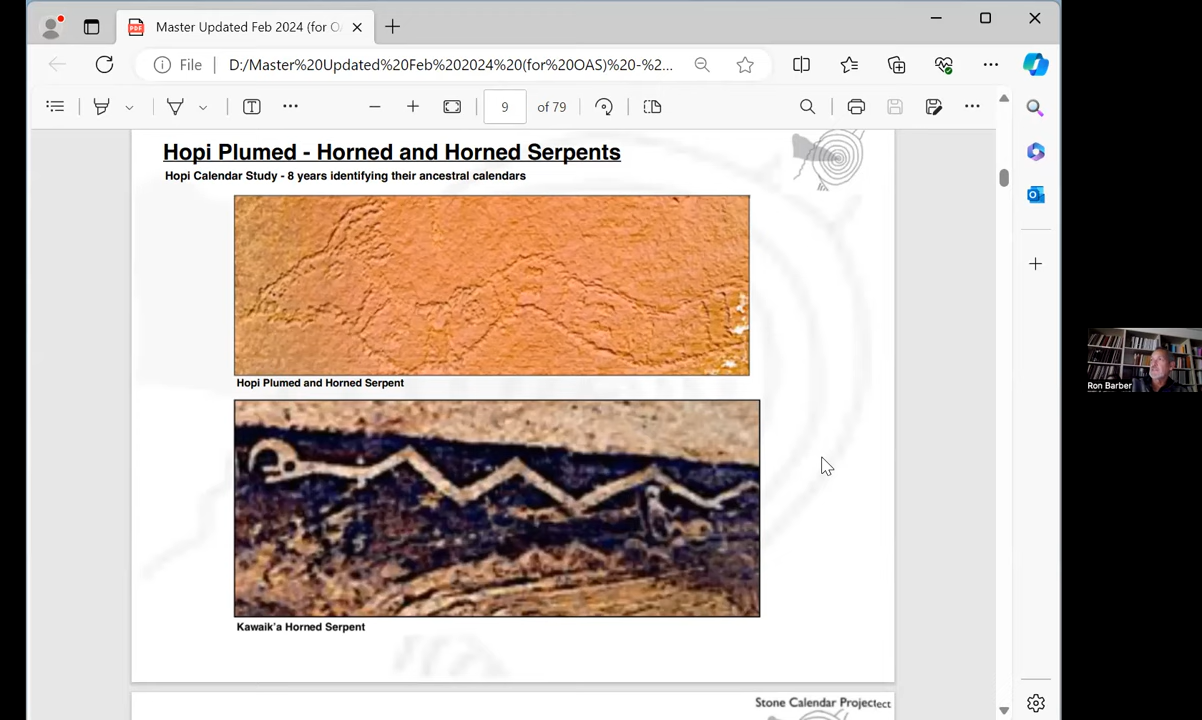 Master Updated Feb 2024 (for O
File
D:/Master%20Updated%20Feb%202024%20(for%20OAS)%20-%2...
9 of 79
Hopi Plumed - Horned and Horned Serpents
Hopi Calendar Study - 8 years identifying their ancestral calendars
Hopi Plumed and Horned Serpent
Kawaik'a Horned Serpent
Stone Calendar Projectect
Ron Barber